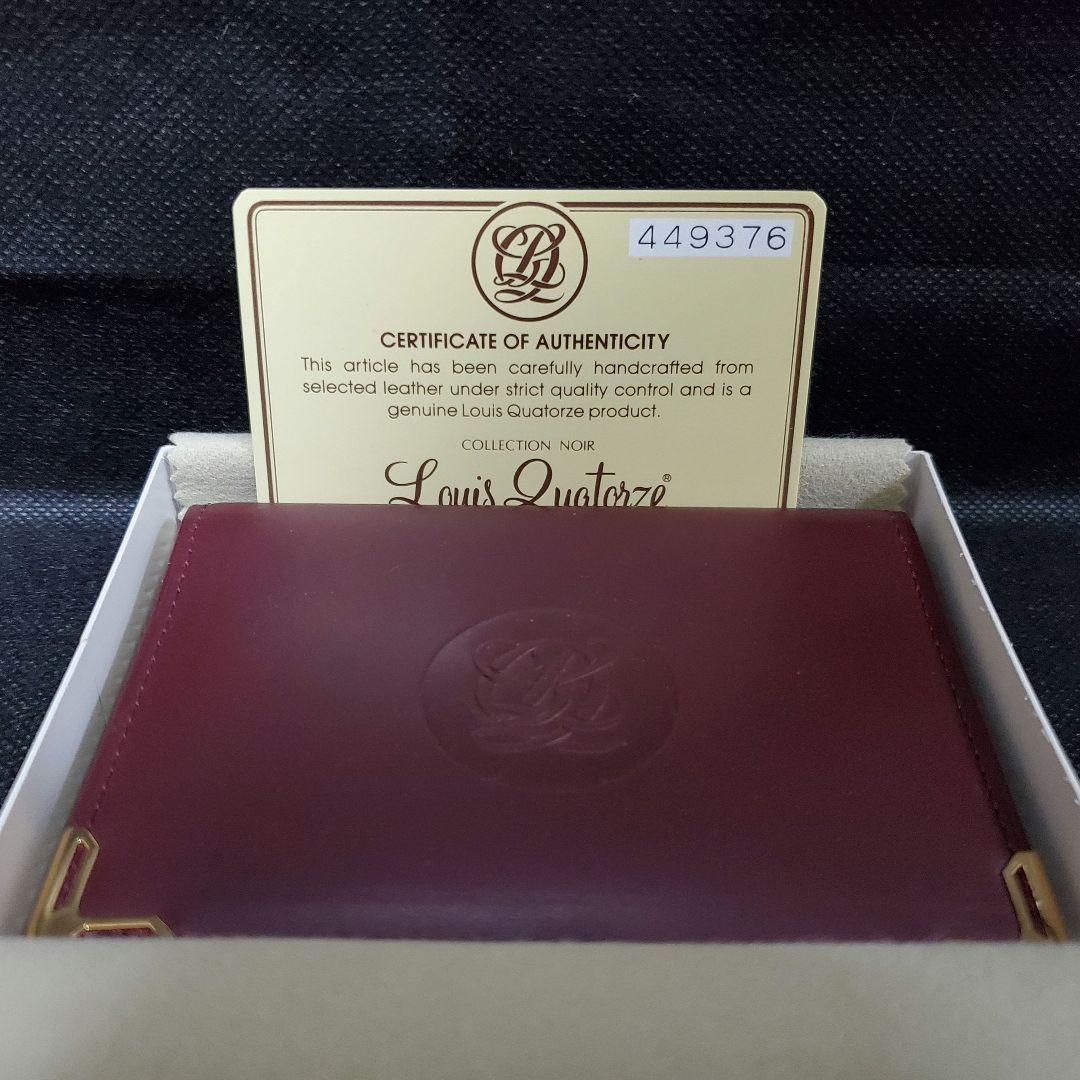 449376
CERTIFICATE OF AUTHENTICITY
This article has been carefully handcrafted from
selected leather under strict quality control and is a
genuine Louis Quatorze product.
COLLECTION NOIR
Louis Quatorze®